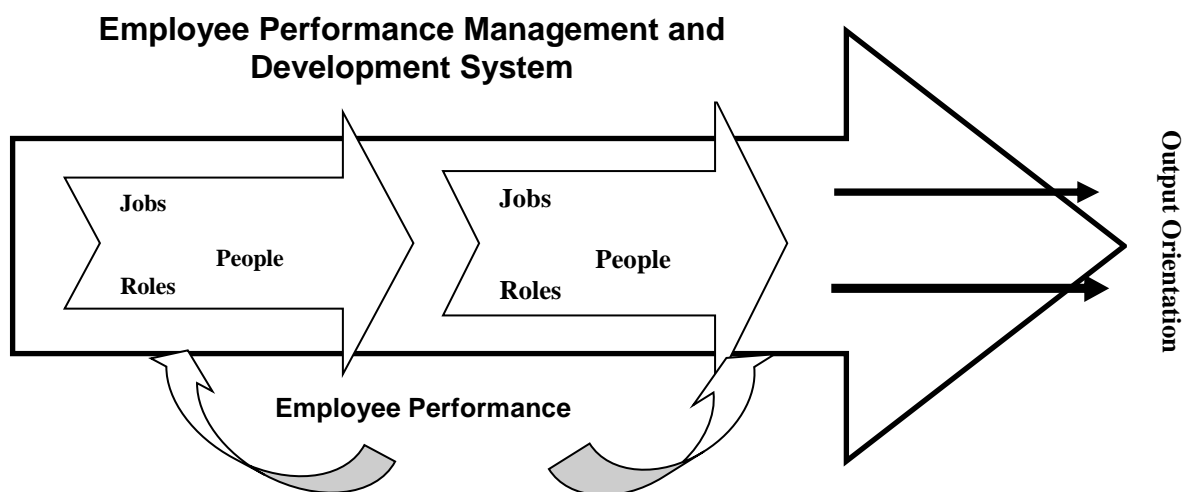 Employee Performance Management and
Development System
Jobs
People
Roles
Jobs
People
Roles
Employee Performance
Output Orientation